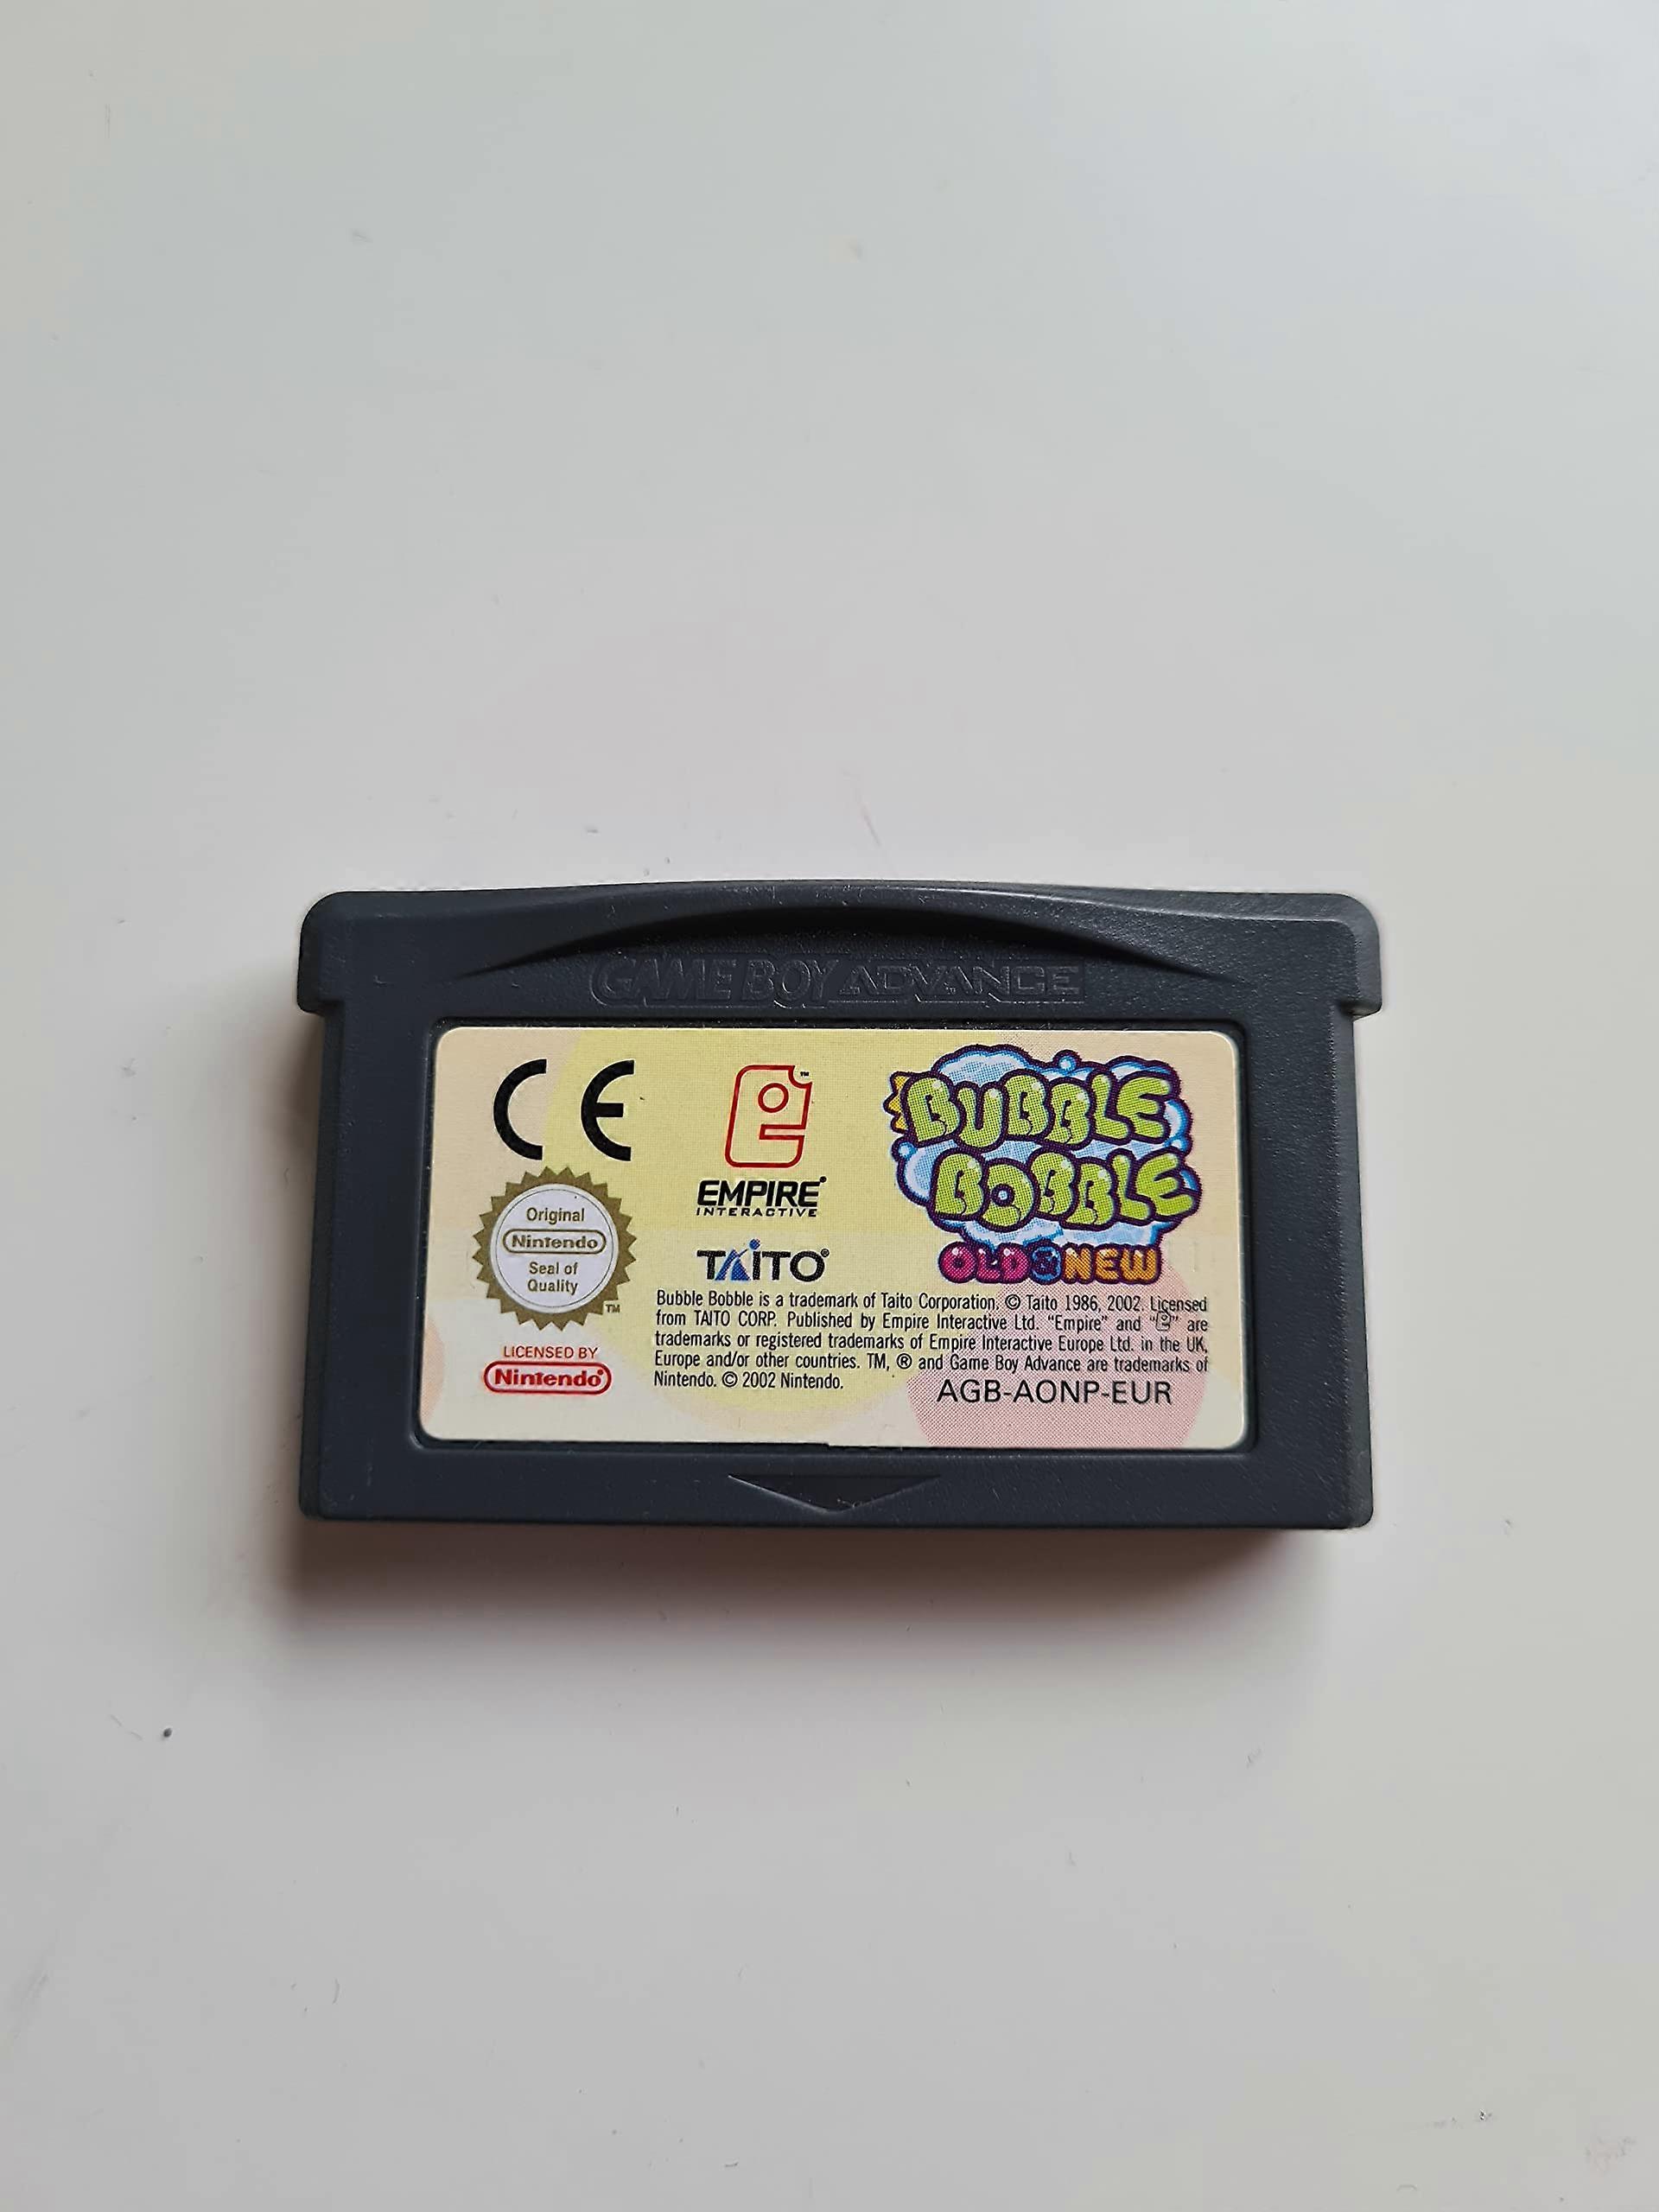 GAME BOY ADVANCE
CE
Original
Nintendo
Seal of
Quality
TM
LICENSED BY
Nintendo®
e™
EMPIRE®
INTERACTIVE
TAITO®
BUBBLE
BOBBLE
OLD & NEW
Bubble Bobble is a trademark of Taito Corporation. © Taito 1986, 2002. Licensed
from TAITO CORP. Published by Empire Interactive Ltd. “Empire” and “e” are
trademarks or registered trademarks of Empire Interactive Europe Ltd. in the UK,
Europe and/or other countries. TM, ® and Game Boy Advance are trademarks of
Nintendo. © 2002 Nintendo.
AGB-AONP-EUR